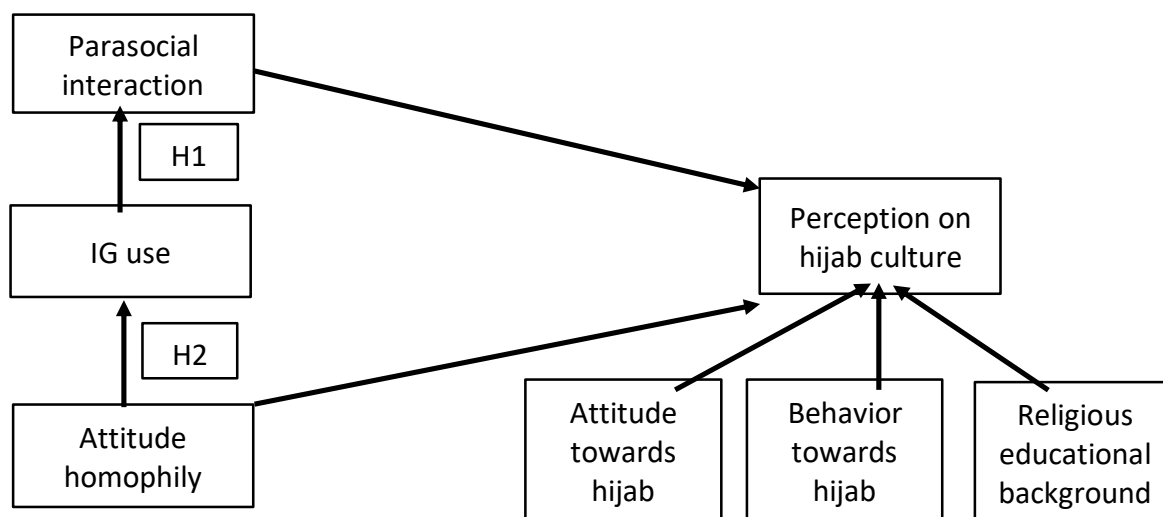 Parasocial
interaction
H1
IG use
H2
Attitude
homophily
Perception on
hijab culture
Attitude
towards
hijab
Behavior
towards
hijab
Religious
educational
background